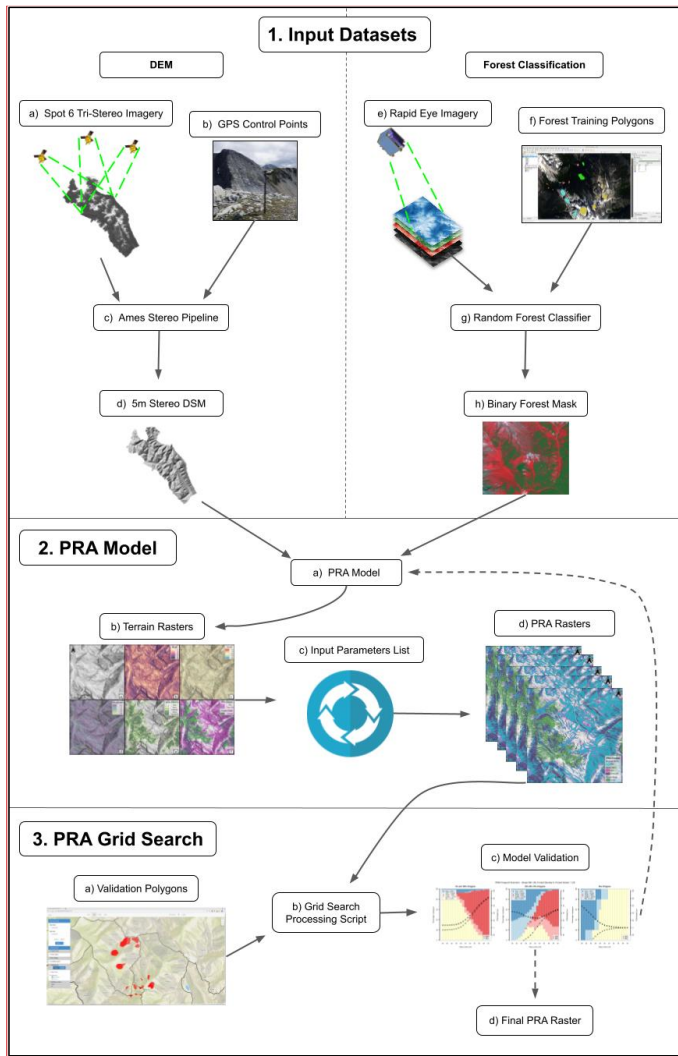 1. Input Datasets
DEM
Forest Classification
a) Spot 6 Tri-Stereo Imagery
b) GPS Control Points
e) Rapid Eye Imagery
f) Forest Training Polygons
c) Ames Stereo Pipeline
g) Random Forest Classifier
d) 5m Stereo DSM
h) Binary Forest Mask
2. PRA Model
a) PRA Model
b) Terrain Rasters
c) Input Parameters List
d) PRA Rasters
3. PRA Grid Search
a) Validation Polygons
b) Grid Search
Processing Script
c) Model Validation
d) Final PRA Raster